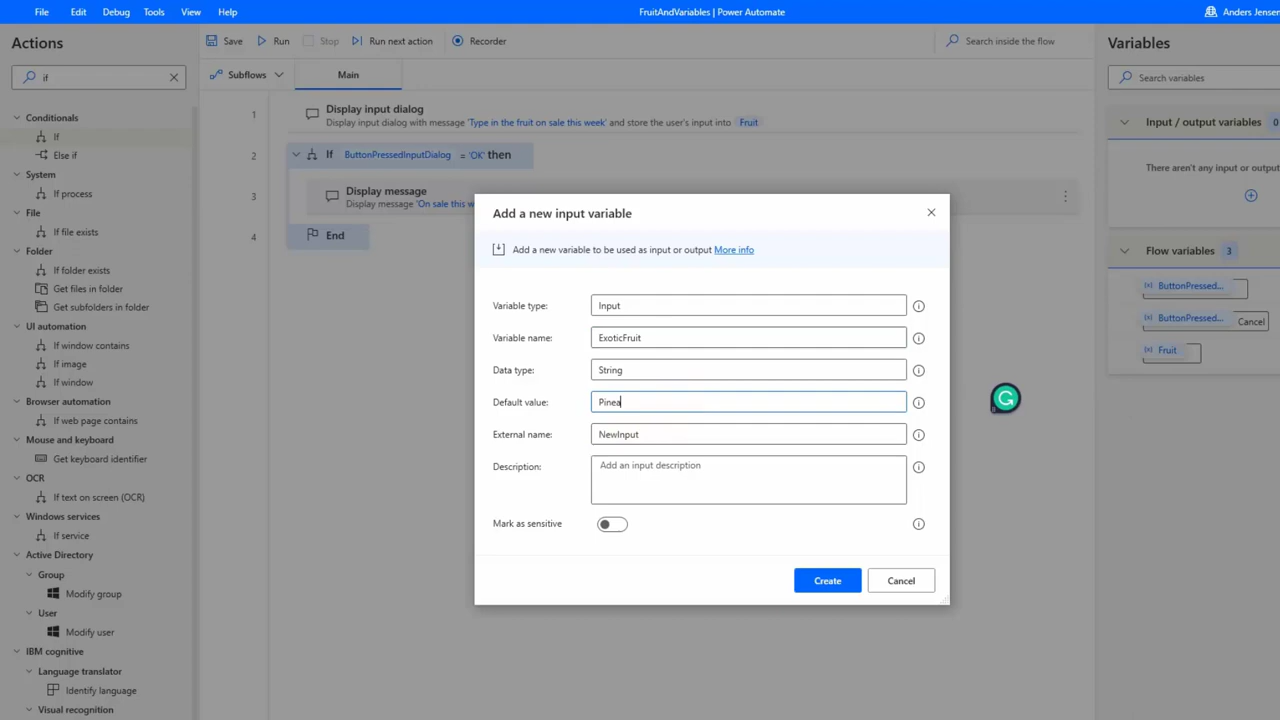 File Edit Debug Tools View Help
FruitAndVariables | Power Automate
Anders Jensen
Actions
if
Conditionals
If
Else if
System
If process
File
If file exists
Folder
If folder exists
Get files in folder
Get subfolders in folder
UI automation
If window contains
If image
If window
Browser automation
If web page contains
Mouse and keyboard
Get keyboard identifier
OCR
If text on screen (OCR)
Windows services
If service
Active Directory
Group
Modify group
User
Modify user
IBM cognitive
Language translator
Identify language
Visual recognition
Save Run Stop Run next action Recorder
Search inside the flow
Subflows Main
1 Display input dialog
Display input dialog with message 'Type in the fruit on sale this week' and store the user's input into Fruit
2 If ButtonPressedInputDialog = 'OK' then
3 Display message
Display message 'On sale this w
4 End
Add a new input variable
Add a new variable to be used as input or output More info
Variable type: Input
Variable name: ExoticFruit
Data type: String
Default value: Pinea
External name: NewInput
Description: Add an input description
Mark as sensitive
Create Cancel
Variables
Search variables
Input / output variables 0
There aren't any input or output
Flow variables 3
(x) ButtonPressed...
(x) ButtonPressed... Cancel
(x) Fruit